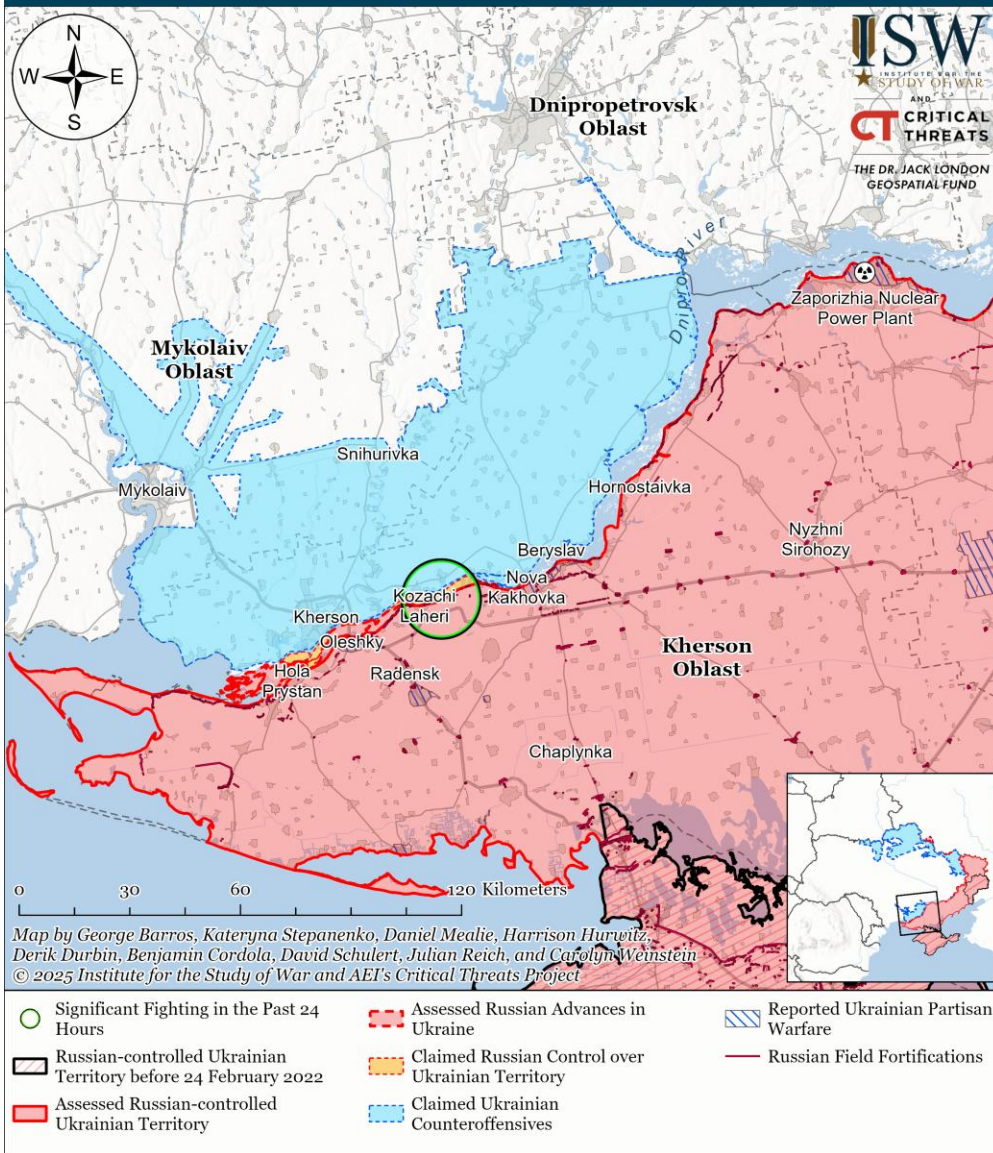 N
W E
S
ISW
INSTITUTE FOR THE
STUDY OF WAR
AND
CT CRITICAL
THREATS
THE DR. JACK LONDON
GEOSPATIAL FUND
Dnipropetrovsk
Oblast
Dnipro River
Zaporizhia Nuclear
Power Plant
Mykolaiv
Oblast
Snihurivka
Mykolaiv
Hornostaivka
Nyzhni
Sirohozy
Beryslav
Nova
Kakhovka
Kozachi
Laheri
Kherson
Oleshky
Hola
Prystan
Radensk
Kherson
Oblast
Chaplynka
0 30 60 120 Kilometers
Map by George Barros, Kateryna Stepanenko, Daniel Mealie, Harrison Hurwitz,
Derik Durbin, Benjamin Cordola, David Schulert, Julian Reich, and Carolyn Weinstein
© 2025 Institute for the Study of War and AEI's Critical Threats Project
Significant Fighting in the Past 24
Hours
Russian-controlled Ukrainian
Territory before 24 February 2022
Assessed Russian-controlled
Ukrainian Territory
Assessed Russian Advances in
Ukraine
Claimed Russian Control over
Ukrainian Territory
Claimed Ukrainian
Counteroffensives
Reported Ukrainian Partisan
Warfare
Russian Field Fortifications